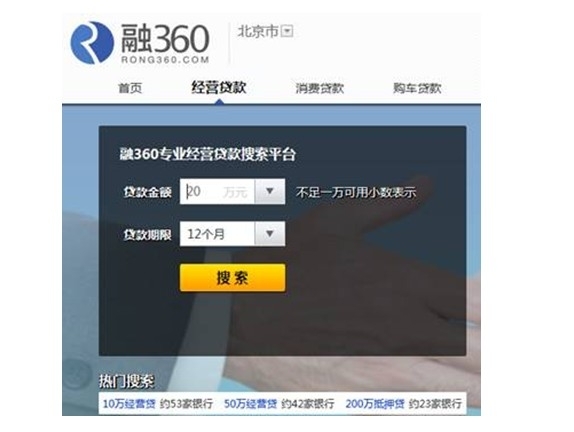 融360 北京市
RONG360.COM
首页 经营贷款 消费贷款 购车贷款
融360专业经营贷款搜索平台
贷款金额 20 万元 不足一万可用小数表示
贷款期限 12个月
搜索
热门搜索
10万经营贷 约53家银行 50万经营贷 约42家银行 200万抵押贷 约23家银行